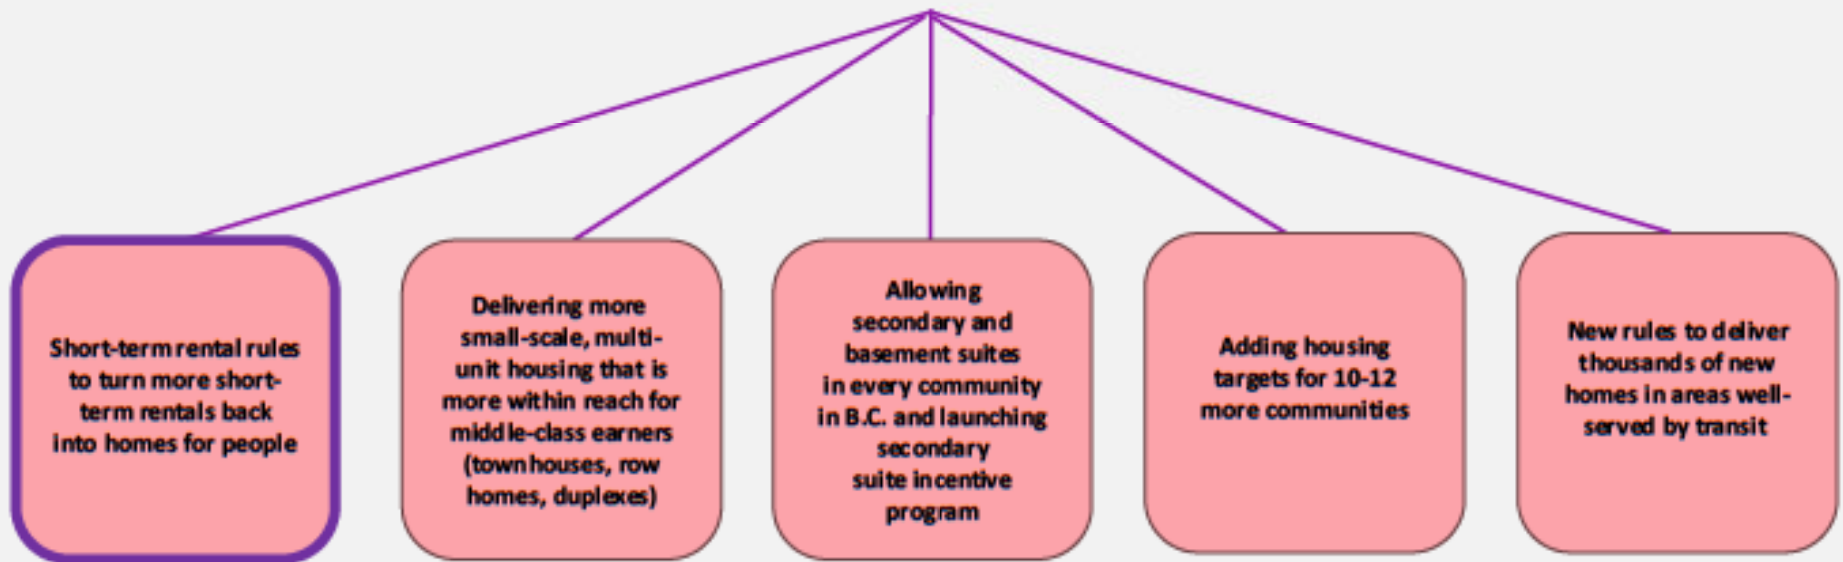 Short-term rental rules
to turn more short-
term rentals back
into homes for people
Delivering more
small-scale, multi-
unit housing that is
more within reach for
middle-class earners
(townhouses, row
homes, duplexes)
Allowing
secondary and
basement suites
in every community
in B.C. and launching
secondary
suite incentive
program
Adding housing
targets for 10-12
more communities
New rules to deliver
thousands of new
homes in areas well-
served by transit